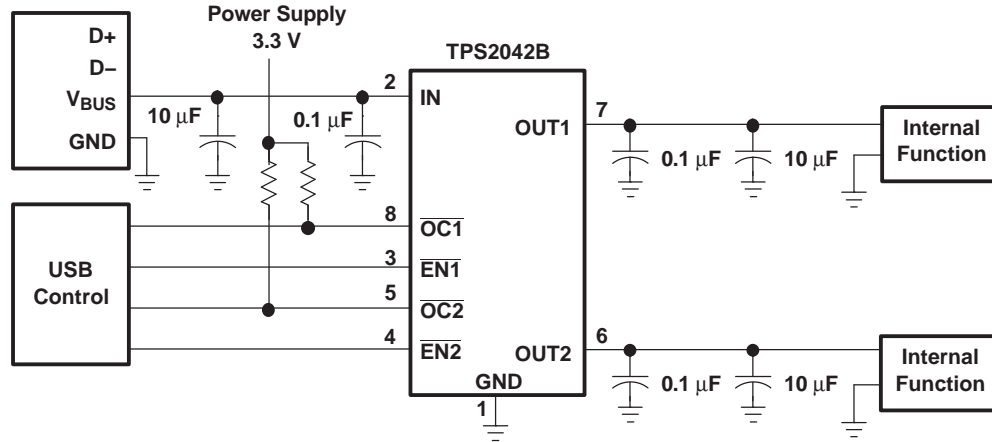 Power Supply
3.3 V
D+
D−
VBUS
GND
10 μF
0.1 μF
TPS2042B
2
IN
7
OUT1
0.1 μF
10 μF
Internal
Function
USB
Control
8
OC1
3
EN1
5
OC2
4
EN2
6
OUT2
GND
1
0.1 μF
10 μF
Internal
Function